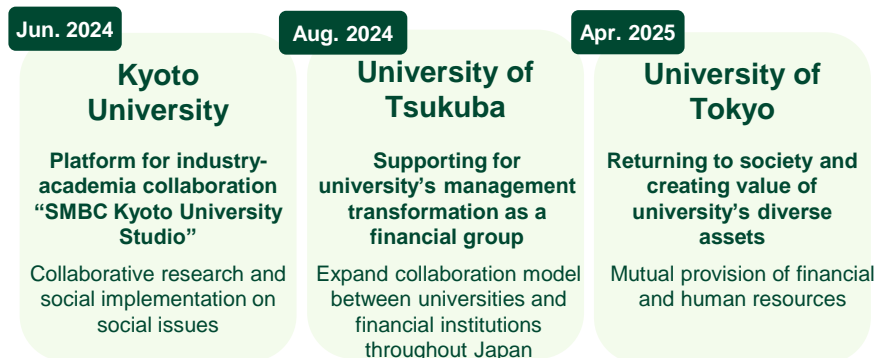 Jun. 2024
Kyoto
University
Platform for industry-
academia collaboration
“SMBC Kyoto University
Studio”
Collaborative research and
social implementation on
social issues
Aug. 2024
University of
Tsukuba
Supporting for
university’s management
transformation as a
financial group
Expand collaboration model
between universities and
financial institutions
throughout Japan
Apr. 2025
University of
Tokyo
Returning to society and
creating value of
university’s diverse
assets
Mutual provision of financial
and human resources